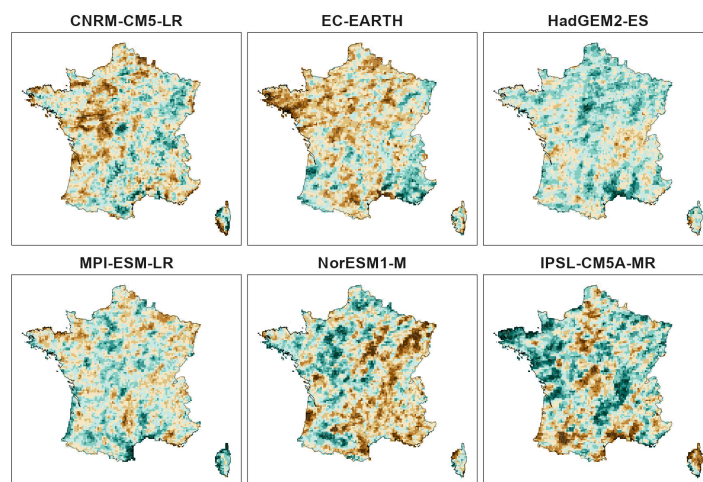 CNRM-CM5-LR
EC-EARTH
HadGEM2-ES
MPI-ESM-LR
NorESM1-M
IPSL-CM5A-MR